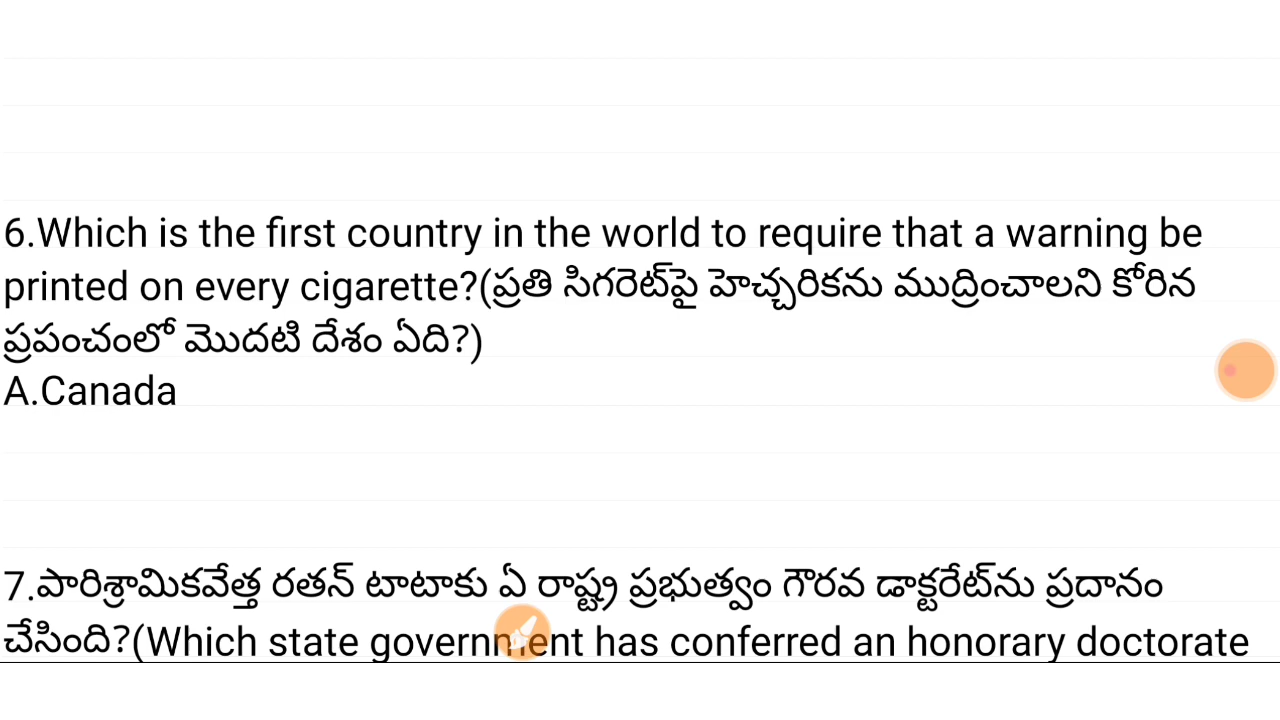 6.Which is the first country in the world to require that a warning be
printed on every cigarette?(ప్రతి సిగరెట్‌పై హెచ్చరికను ముద్రించాలని కోరిన
ప్రపంచంలో మొదటి దేశం ఏది?)
A.Canada
7.పారిశ్రామికవేత్త రతన్ టాటాకు ఏ రాష్ట్ర ప్రభుత్వం గౌరవ డాక్టరేట్‌ను ప్రదానం
చేసింది?(Which state government has conferred an honorary doctorate